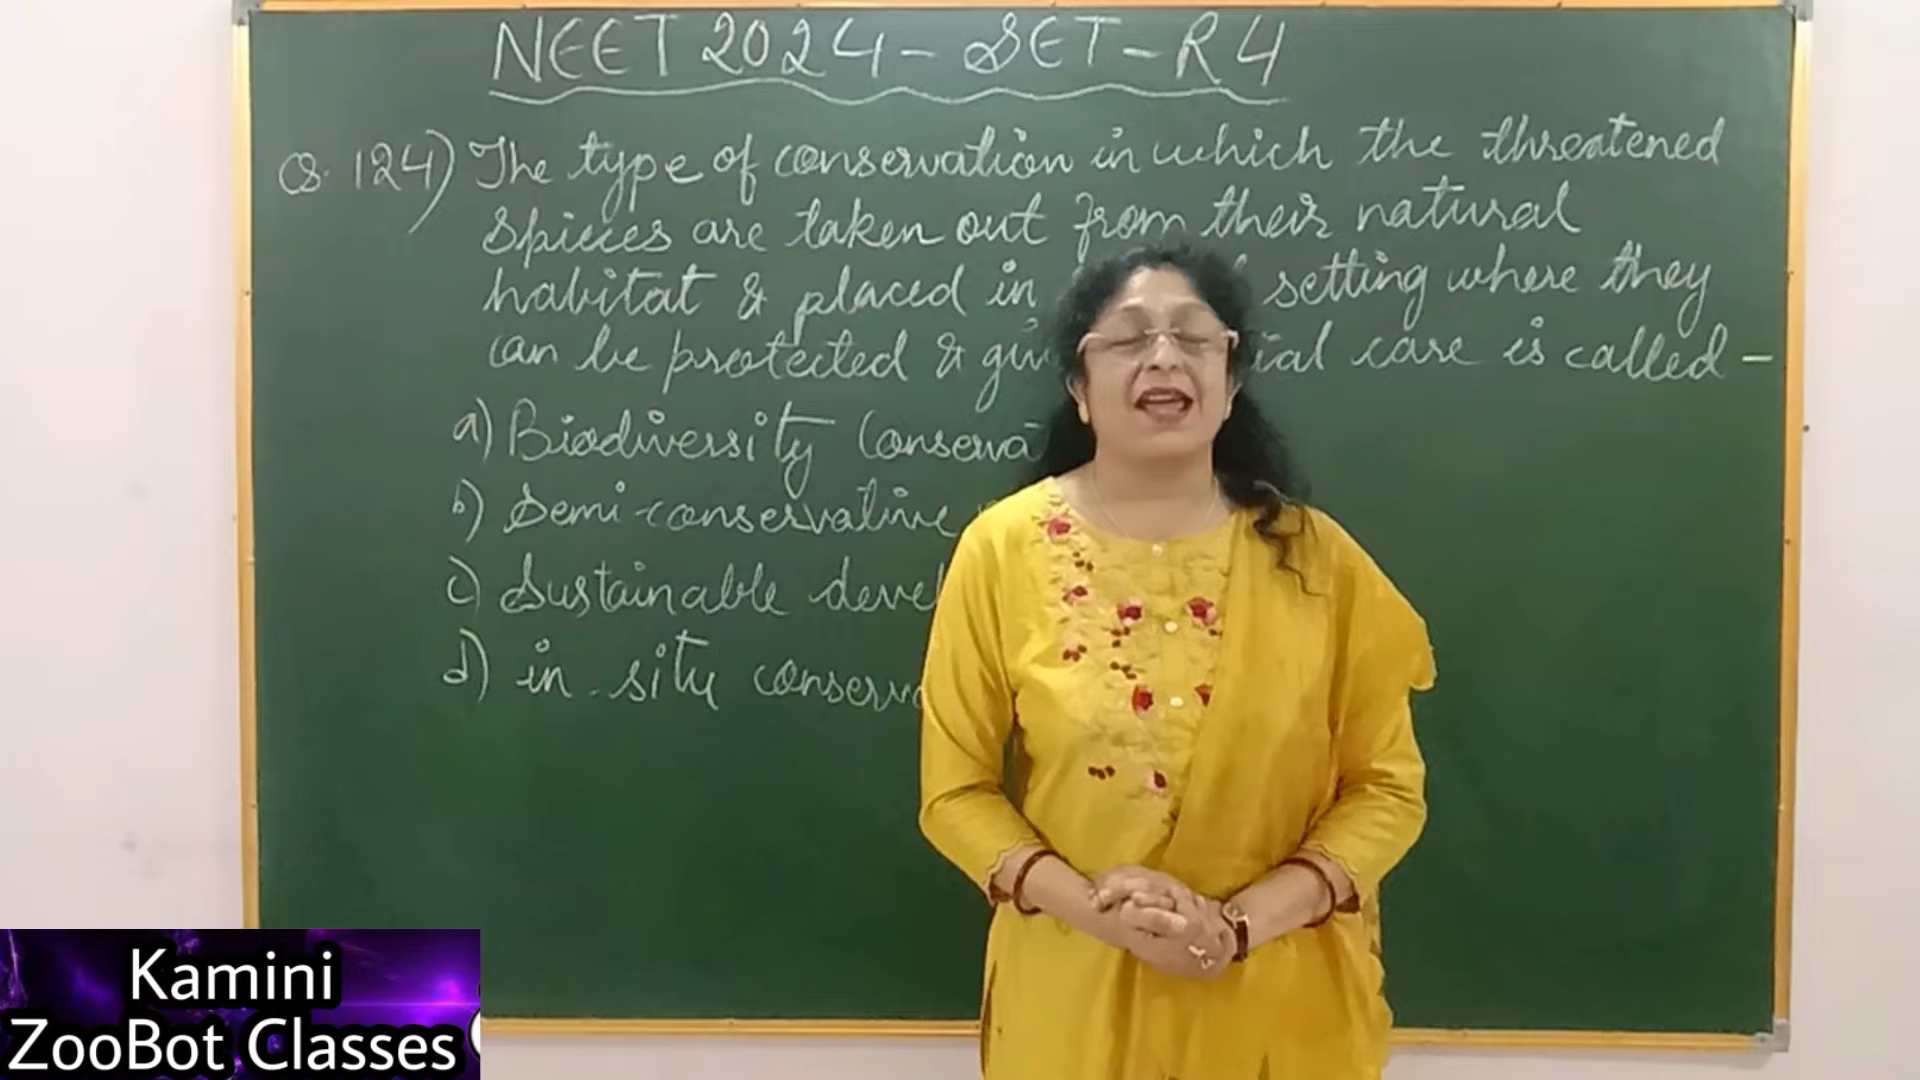 NEET 2024 - SET - R4
Q. 124) The type of conservation in which the threatened
spieces are taken out from their natural
habitat & placed in setting where they
can be protected & care is called -
a) Biodiversity
b) Semi-conservative
c) Sustainable
d) in-situ
Kamini
ZooBot Classes